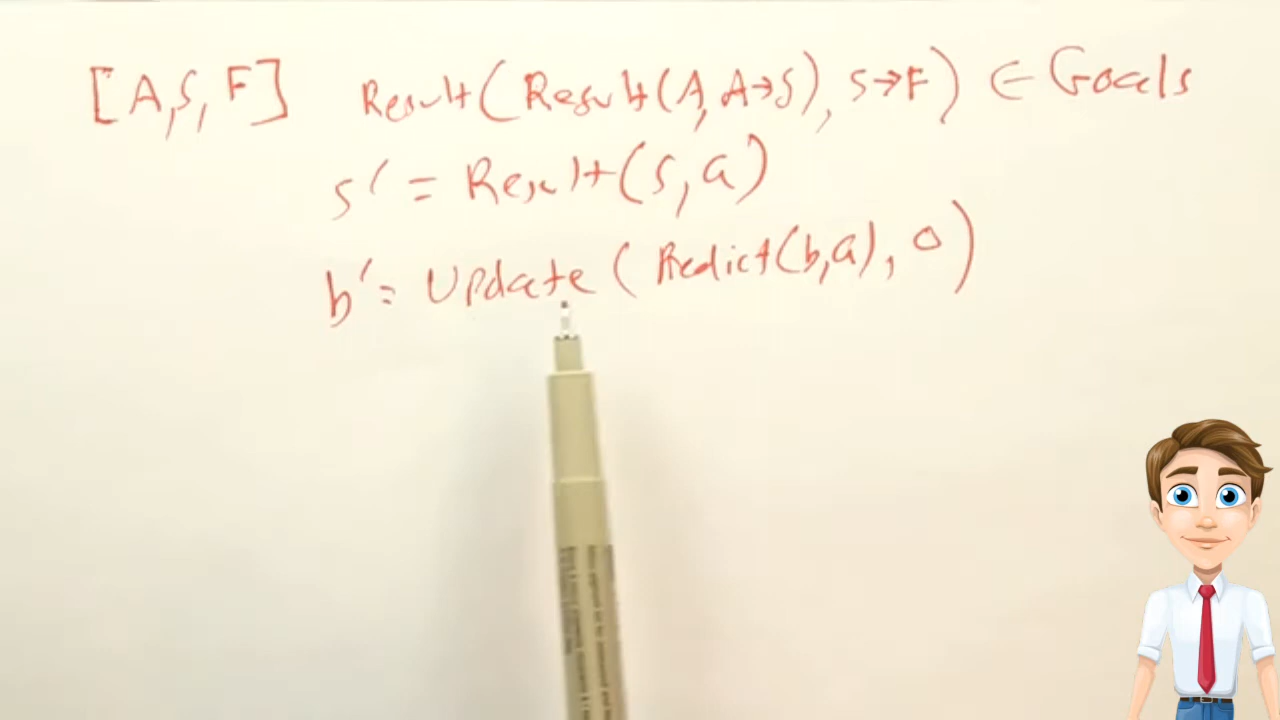 [A, S, F] Result(Result(A, A→S), S→F) ∈ Goals
s' = Result(s, a)
b' = Update(Predict(b, a), o)